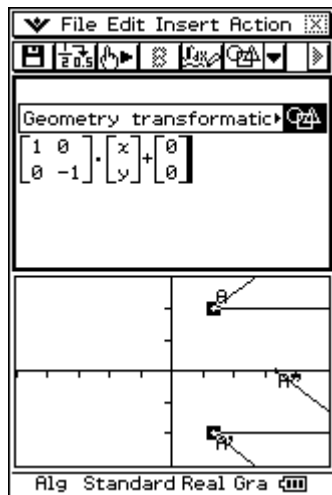 File Edit Insert Action
Geometry transformatic
[1 0 0 -1]·[x y]+[0 0]
A
A'
Alg Standard Real Gra